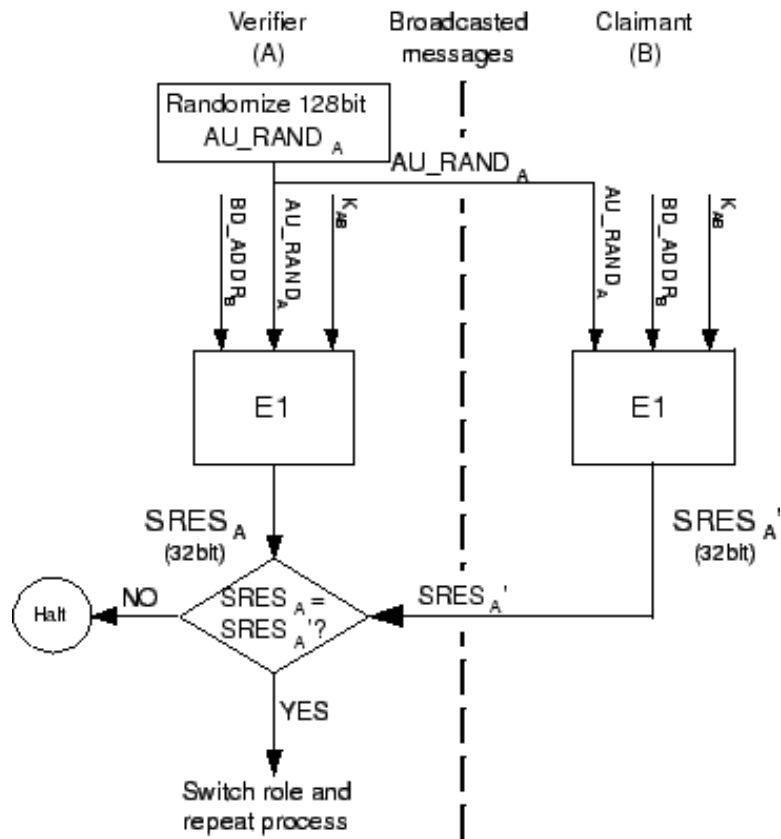 Verifier
(A)
Broadcasted
messages
Claimant
(B)
Randomize 128bit
AU_RAND A
AU_RAND A
BD_ADDR B
AU_RAND A
K AB
AU_RAND A
BD_ADDR B
K AB
E1
E1
SRES A
(32bit)
SRES A'
(32bit)
Halt
NO
SRES A =
SRES A'?
SRES A'
YES
Switch role and
repeat process